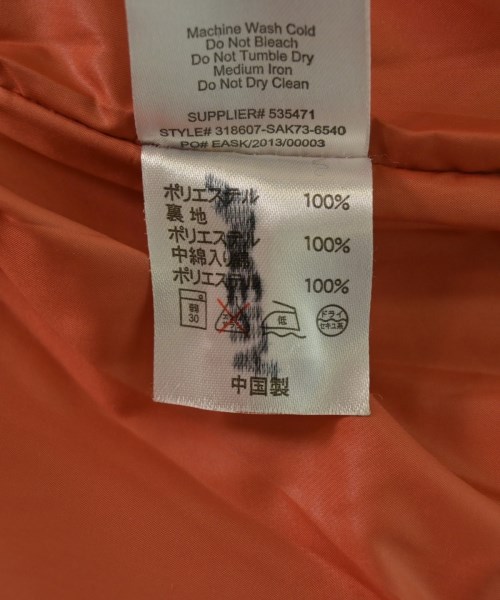 Machine Wash Cold
Do Not Bleach
Do Not Tumble Dry
Medium Iron
Do Not Dry Clean
SUPPLIER# 535471
STYLE# 318607-SAK73-6540
PO# EASK/2013/00003
ポリエステル 100%
裏地
ポリエステル 100%
中綿入り部
ポリエステル 100%
弱 30 低 ドライ
セキユ系
中国製